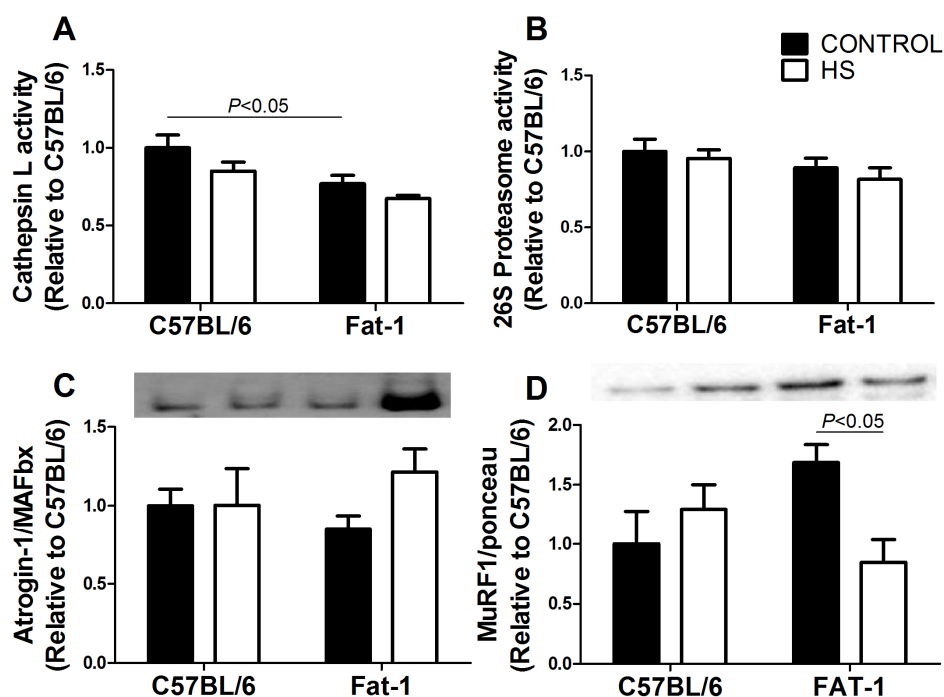 A
Cathepsin L activity
(Relative to C57BL/6)
1.5
1.0
0.5
0.0
P<0.05
C57BL/6 Fat-1
B
CONTROL
HS
26S Proteasome activity
(Relative to C57BL/6)
1.5
1.0
0.5
0.0
C57BL/6 Fat-1
C
Atrogin-1/MAFbx
(Relative to C57BL/6)
1.5
1.0
0.5
0.0
C57BL/6 Fat-1
D
MuRF1/ponceau
(Relative to C57BL/6)
2.0
1.5
1.0
0.5
0.0
P<0.05
C57BL/6 FAT-1